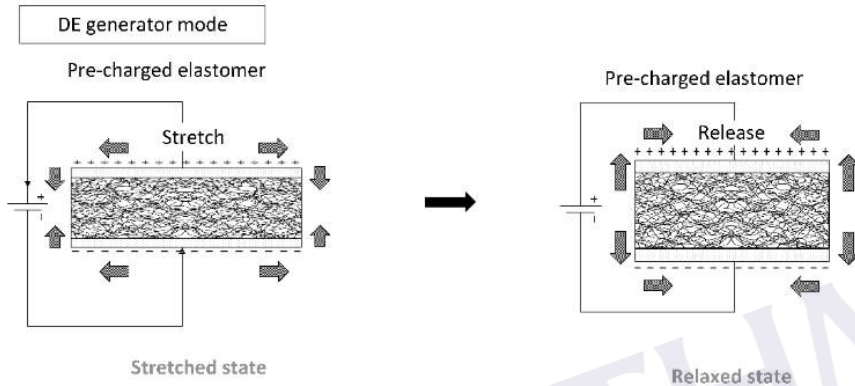 DE generator mode
Pre-charged elastomer
Stretch
Stretched state
Pre-charged elastomer
Release
Relaxed state